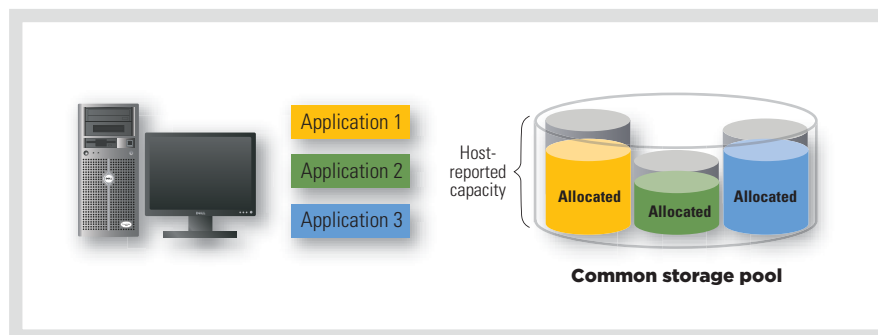 Application 1
Application 2
Application 3
Host-
reported
capacity
Allocated
Allocated
Allocated
Common storage pool